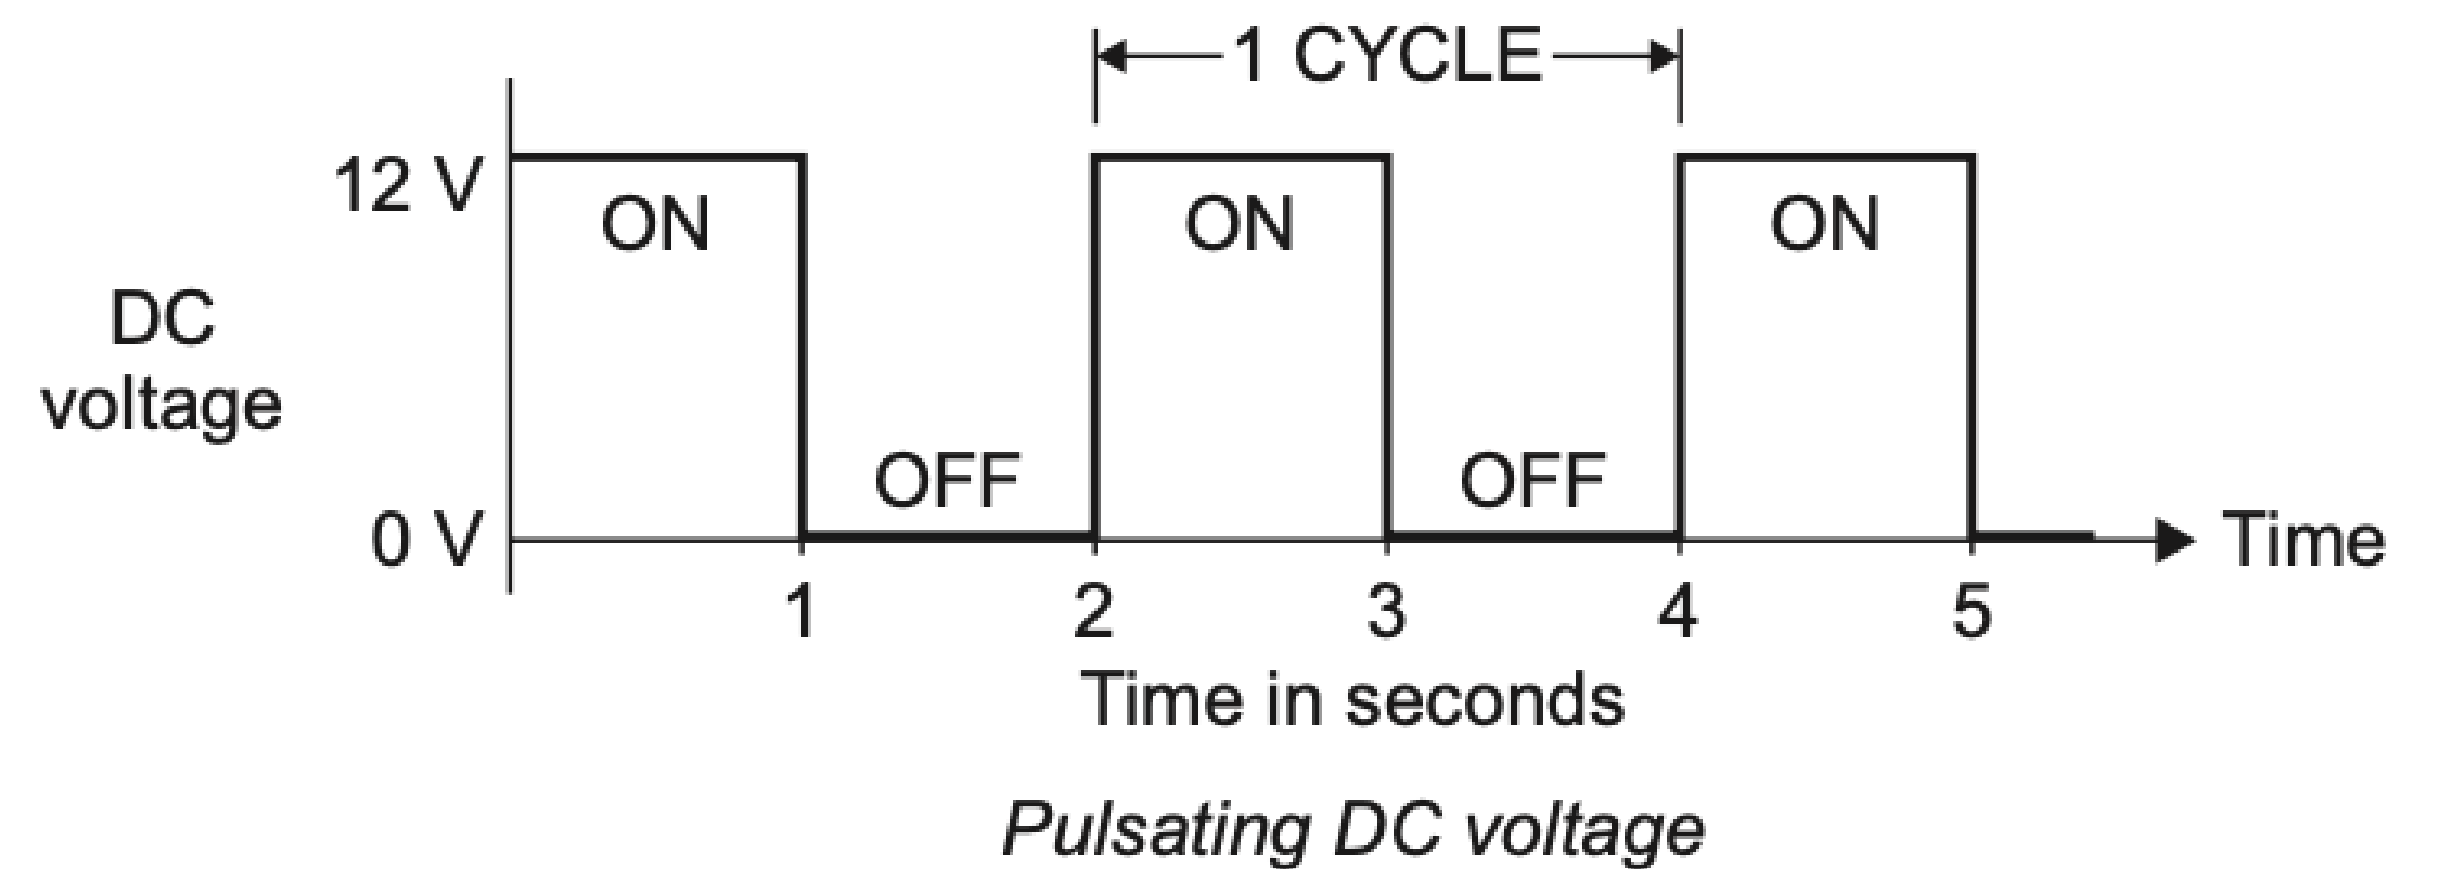 1 CYCLE
12 V
ON
ON
ON
DC
voltage
OFF
OFF
0 V
Time
1
2
3
4
5
Time in seconds
Pulsating DC voltage